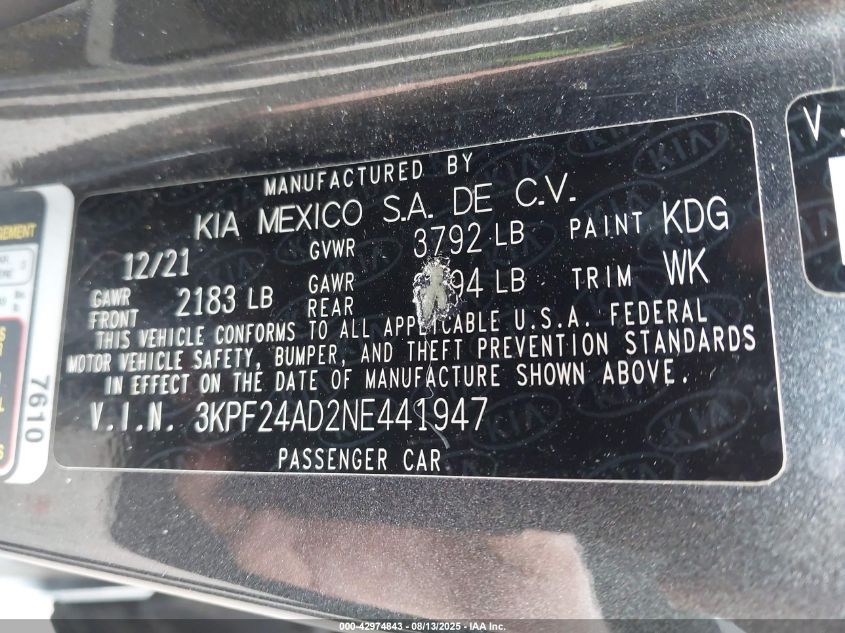 MANUFACTURED BY
KIA MEXICO S.A. DE C.V.
12/21 GVWR 3792 LB PAINT KDG
GAWR FRONT 2183 LB GAWR REAR 94 LB TRIM WK
THIS VEHICLE CONFORMS TO ALL APPLICABLE U.S.A. FEDERAL
MOTOR VEHICLE SAFETY, BUMPER, AND THEFT PREVENTION STANDARDS
IN EFFECT ON THE DATE OF MANUFACTURE SHOWN ABOVE.
V.I.N. 3KPF24AD2NE441947
PASSENGER CAR
7610
V.
000-42974843 - 08/13/2025 - IAA Inc.